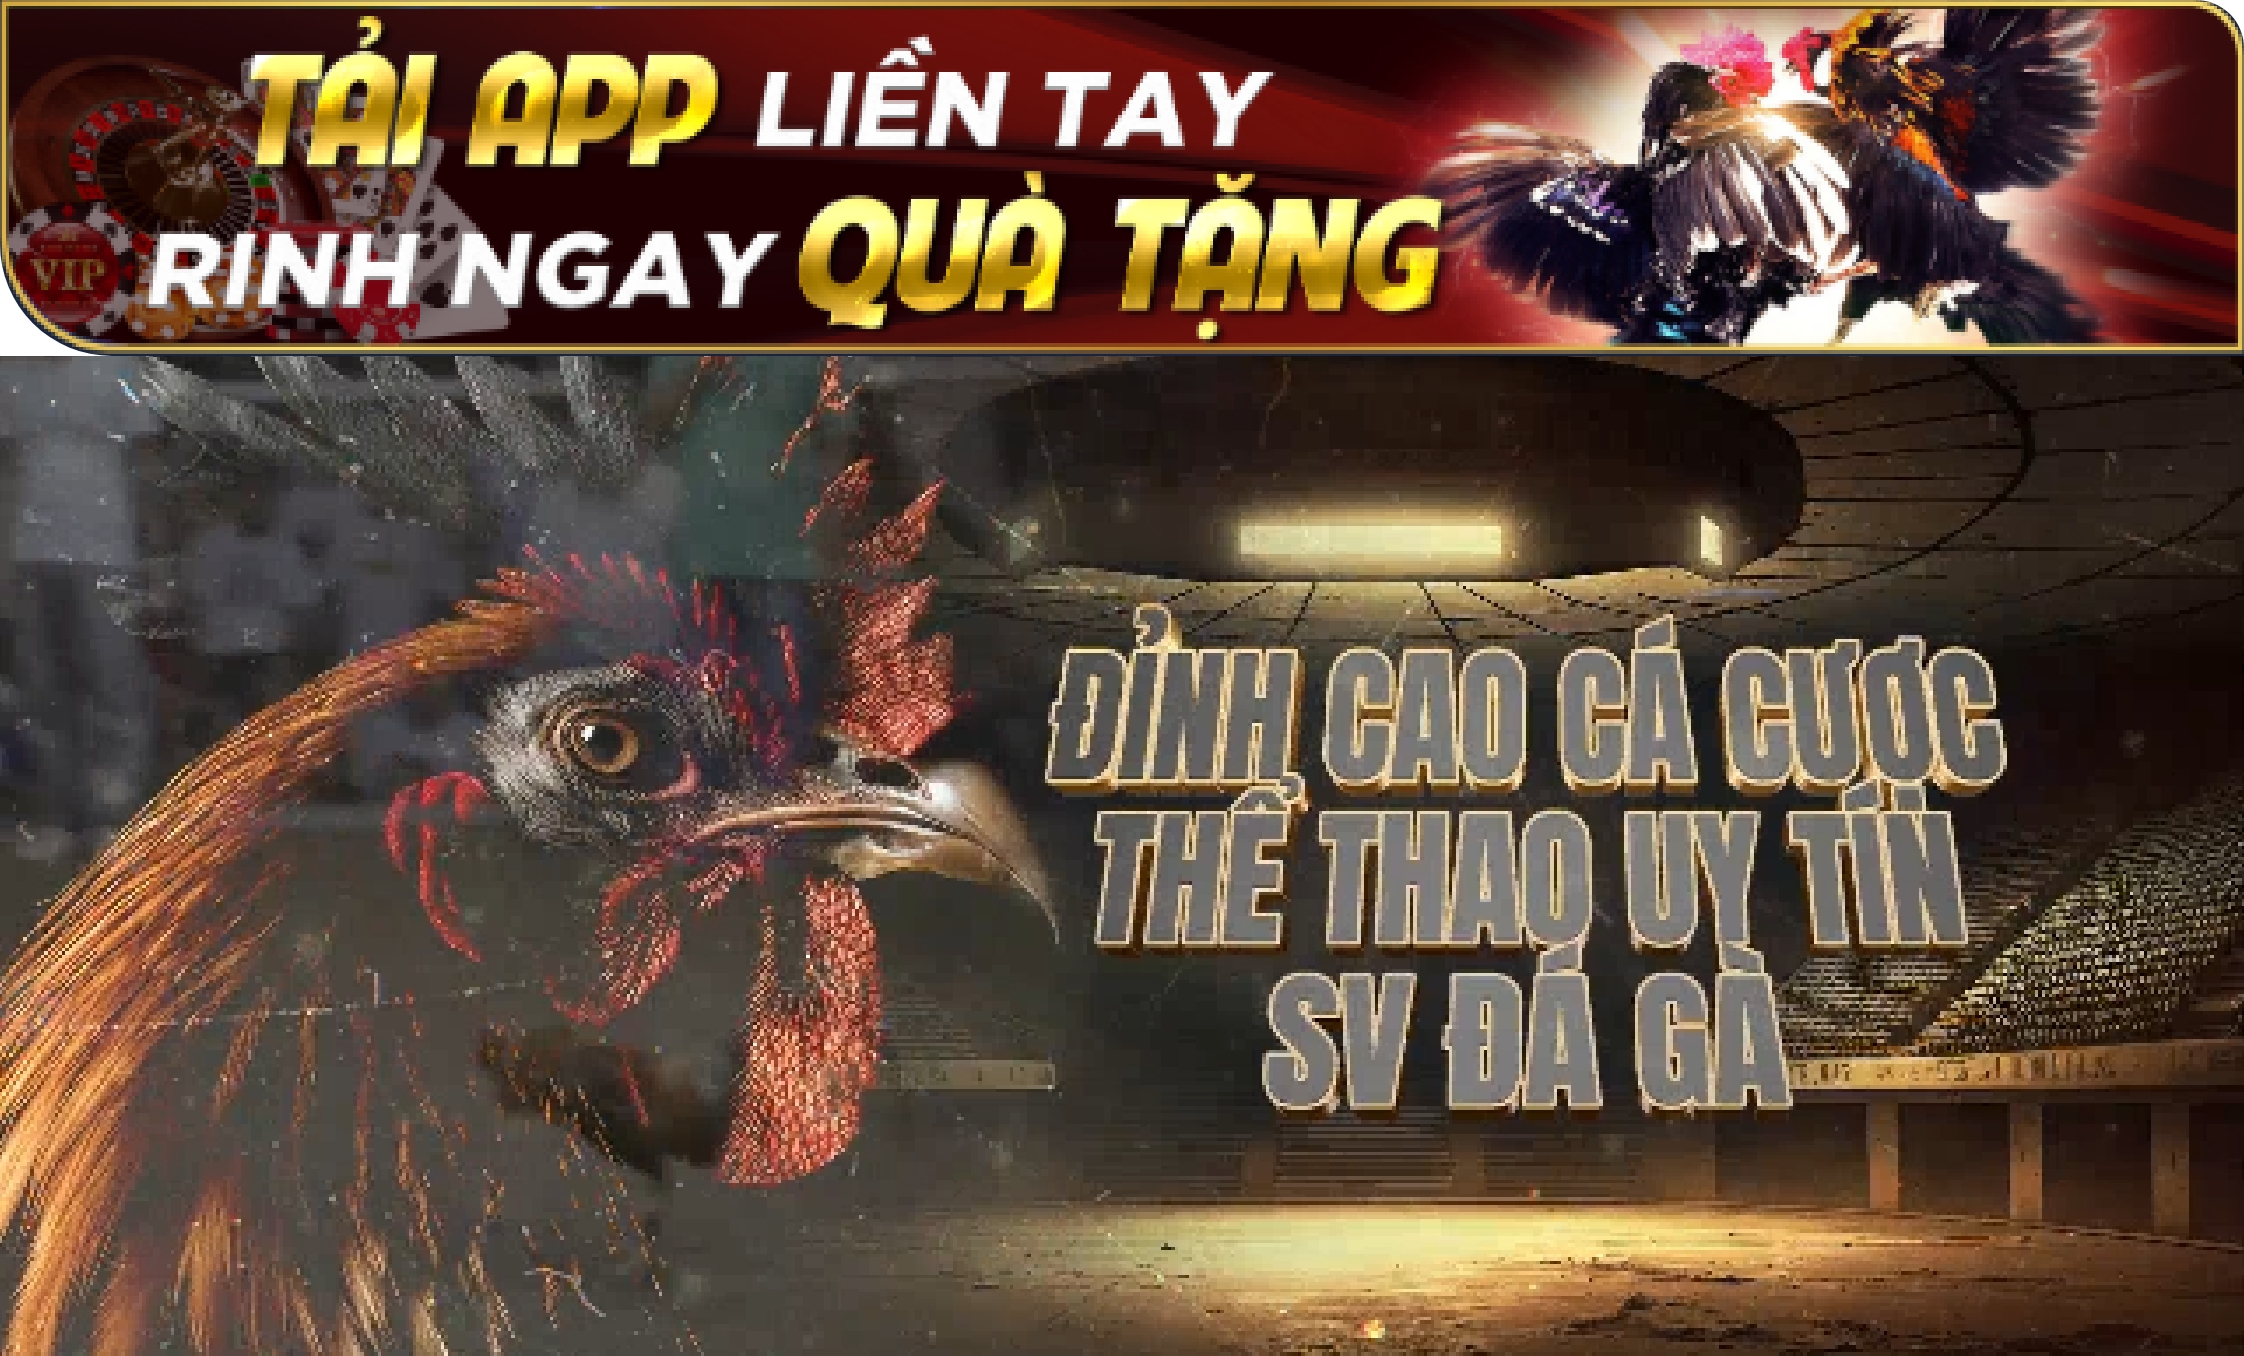 TẢI APP LIỀN TAY
RINH NGAY QUÀ TẶNG
VIP
ĐỈNH CAO CÁ CƯỢC
THỂ THAO UY TÍN
SV ĐÁ GÀ